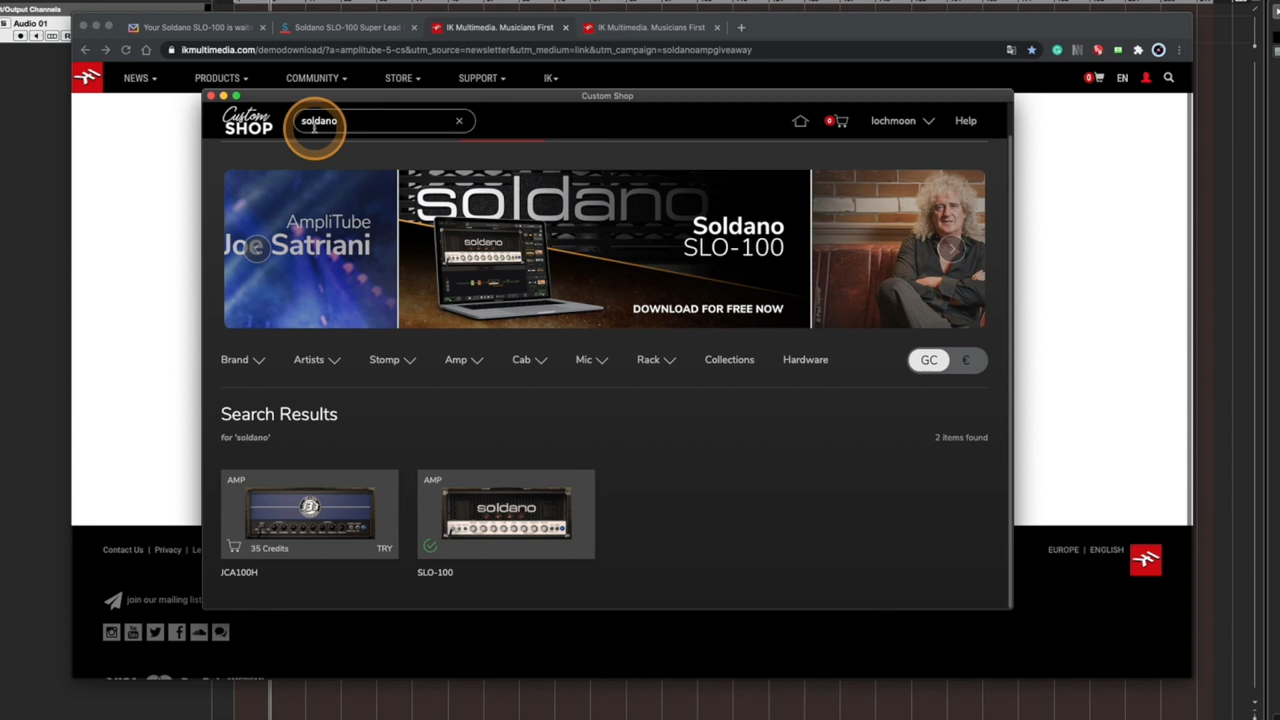 Input/Output Channels
Audio 01
Your Soldano SLO-100 is wait
Soldano SLO-100 Super Lead
IK Multimedia. Musicians First
IK Multimedia. Musicians First
ikmultimedia.com/demodownload/?a=amplitube-5-cs&utm_source=newsletter&utm_medium=link&utm_campaign=soldanoampgiveaway
NEWS
PRODUCTS
COMMUNITY
STORE
SUPPORT
IK
0
EN
Custom Shop
Custom
SHOP
soldano
0
lochmoon
Help
AmpliTube
Joe Satriani
soldano
soldano
Soldano
SLO-100
DOWNLOAD FOR FREE NOW
Brand
Artists
Stomp
Amp
Cab
Mic
Rack
Collections
Hardware
GC
€
Search Results
for 'soldano'
2 items found
AMP
35 Credits
TRY
JCA100H
AMP
soldano
SLO-100
Contact Us | Privacy | Le
EUROPE | ENGLISH
join our mailing list